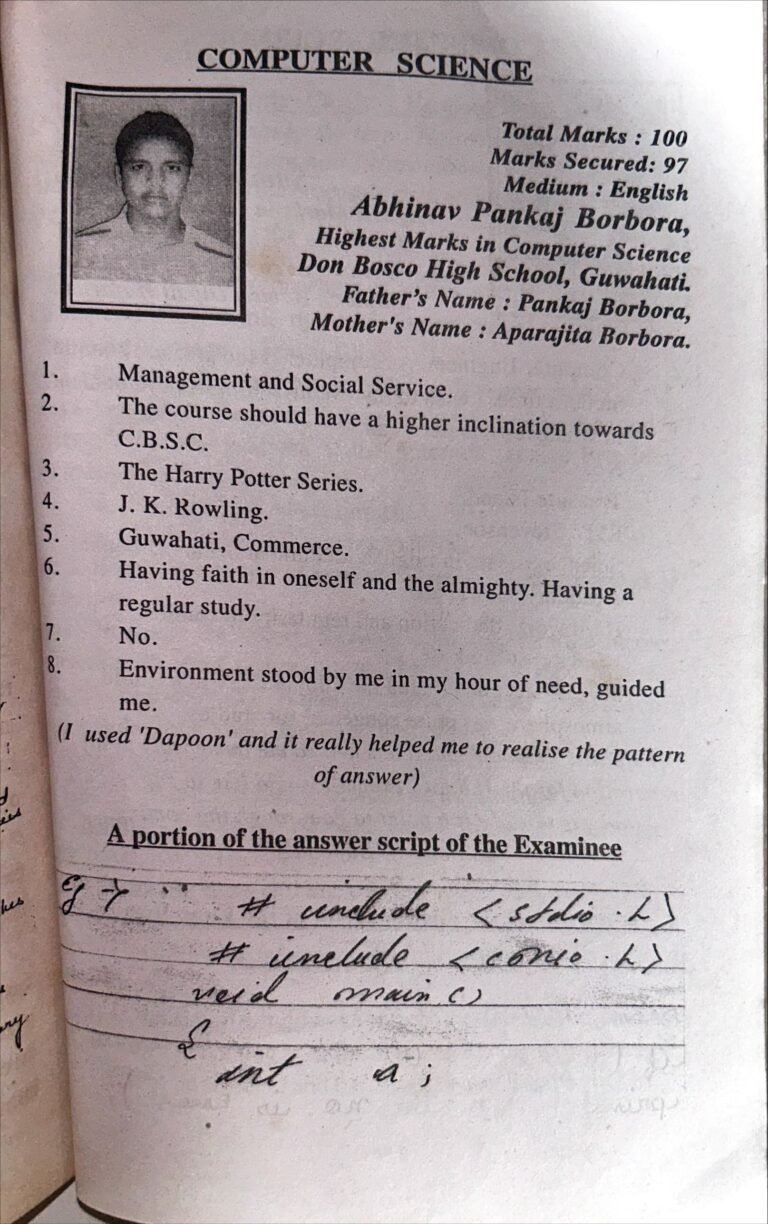 COMPUTER SCIENCE
Total Marks : 100
Marks Secured: 97
Medium : English
Abhinav Pankaj Borbora,
Highest Marks in Computer Science
Don Bosco High School, Guwahati.
Father's Name : Pankaj Borbora,
Mother's Name : Aparajita Borbora.
1. Management and Social Service.
2. The course should have a higher inclination towards
C.B.S.C.
3. The Harry Potter Series.
4. J. K. Rowling.
5. Guwahati, Commerce.
6. Having faith in oneself and the almighty. Having a
regular study.
7. No.
8. Environment stood by me in my hour of need, guided
me.
(I used 'Dapoon' and it really helped me to realise the pattern
of answer)
A portion of the answer script of the Examinee
# include <stdio.h>
# include <conio.h>
void main()
{
int a;